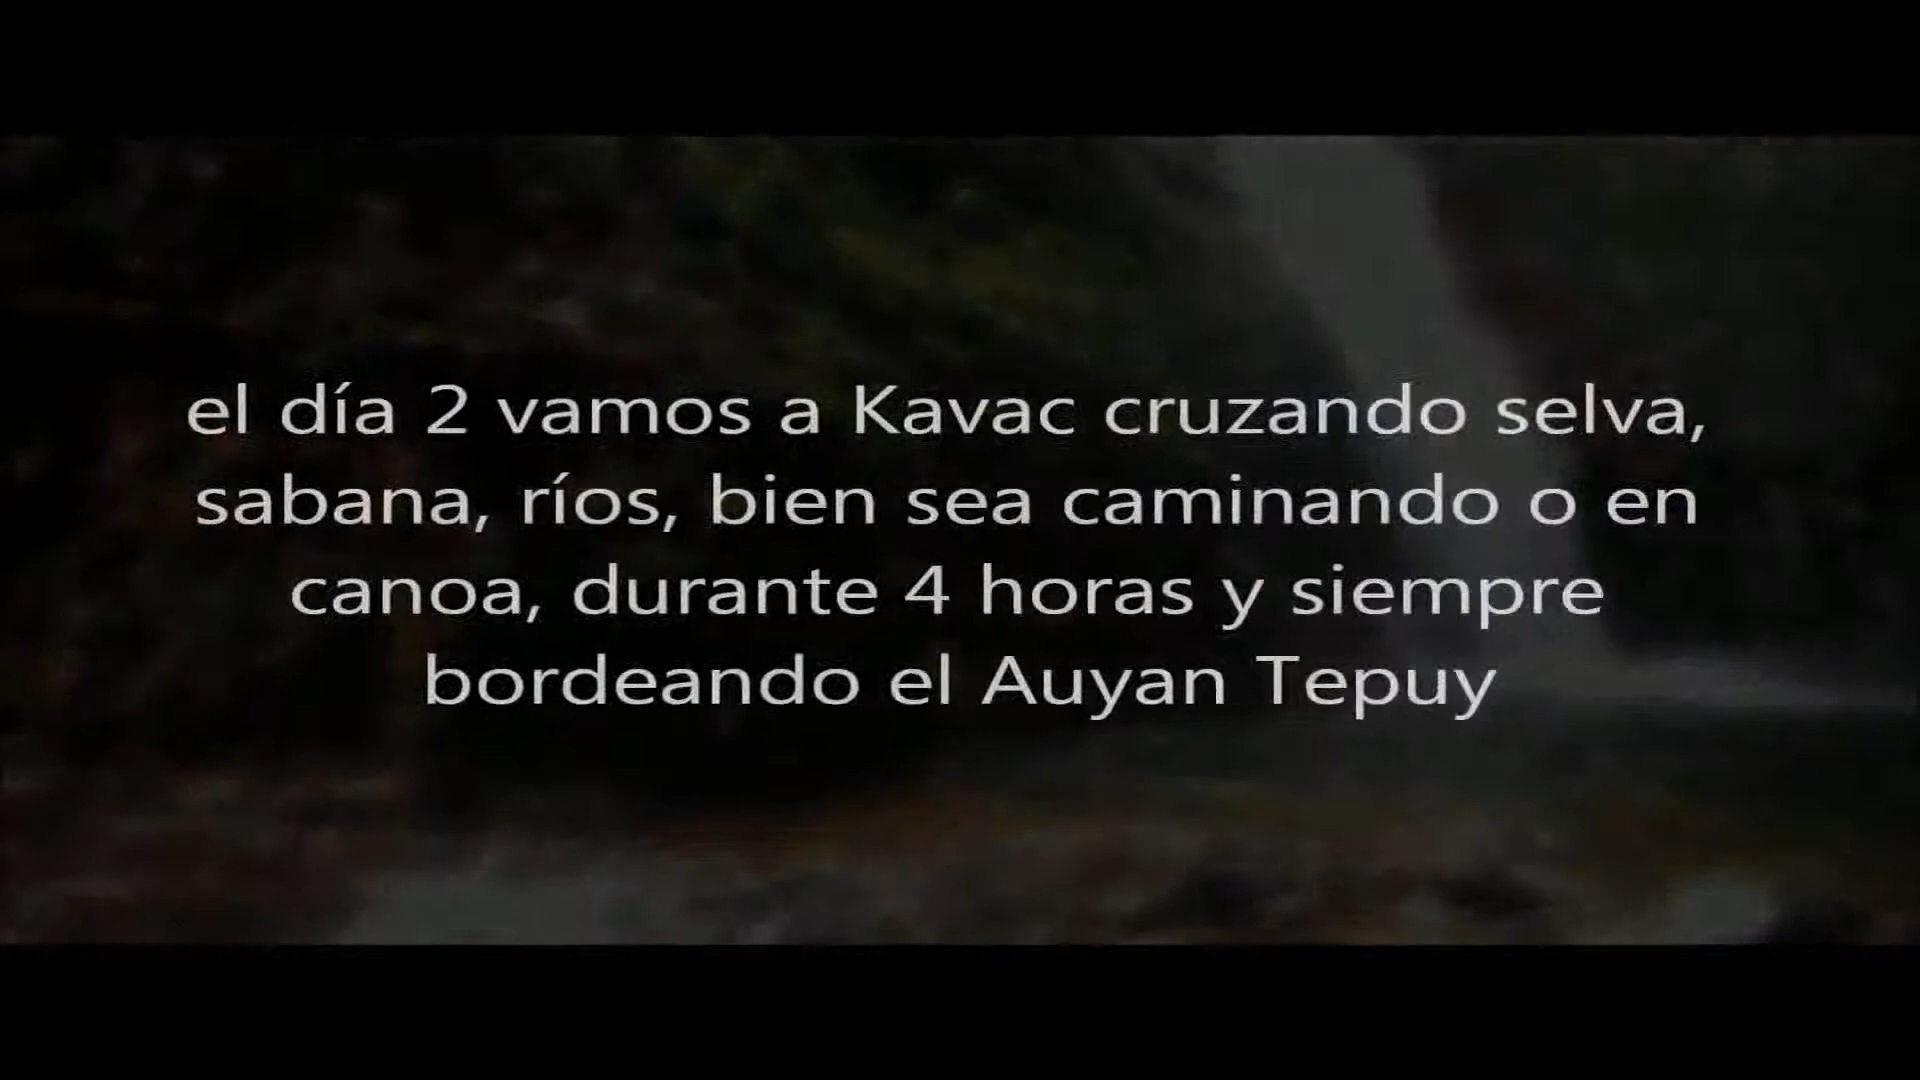 el día 2 vamos a Kavac cruzando selva,
sabana, ríos, bien sea caminando o en
canoa, durante 4 horas y siempre
bordeando el Auyan Tepuy